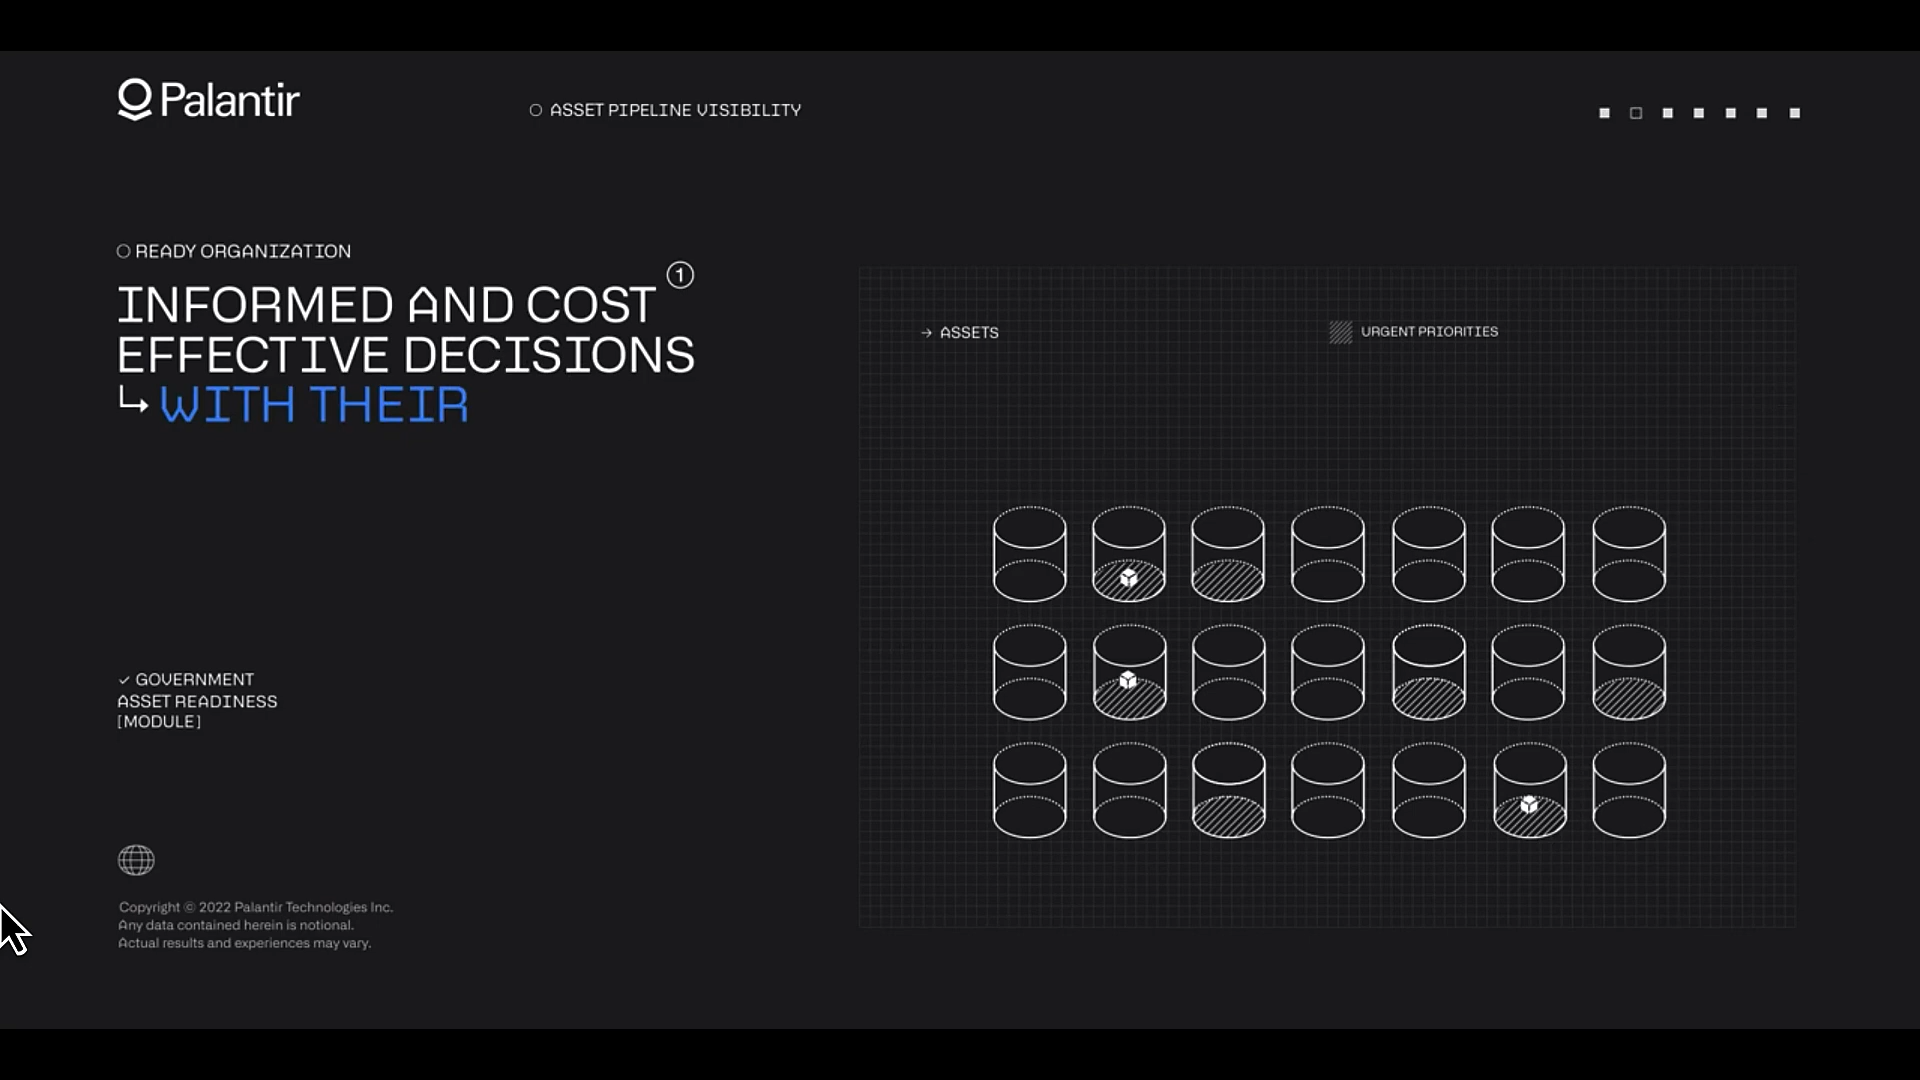 Palantir
ASSET PIPELINE VISIBILITY
READY ORGANIZATION
1
INFORMED AND COST
EFFECTIVE DECISIONS
↳ WITH THEIR
→ ASSETS
URGENT PRIORITIES
✓ GOVERNMENT
ASSET READINESS
[MODULE]
Copyright © 2022 Palantir Technologies Inc.
Any data contained herein is notional.
Actual results and experiences may vary.